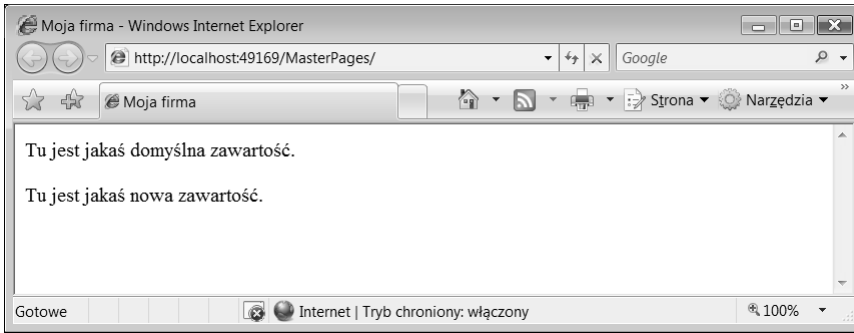 Moja firma - Windows Internet Explorer
http://localhost:49169/MasterPages/
Google
Moja firma
Strona
Narzędzia
»
Tu jest jakaś domyślna zawartość.
Tu jest jakaś nowa zawartość.
Gotowe
Internet | Tryb chroniony: włączony
100%